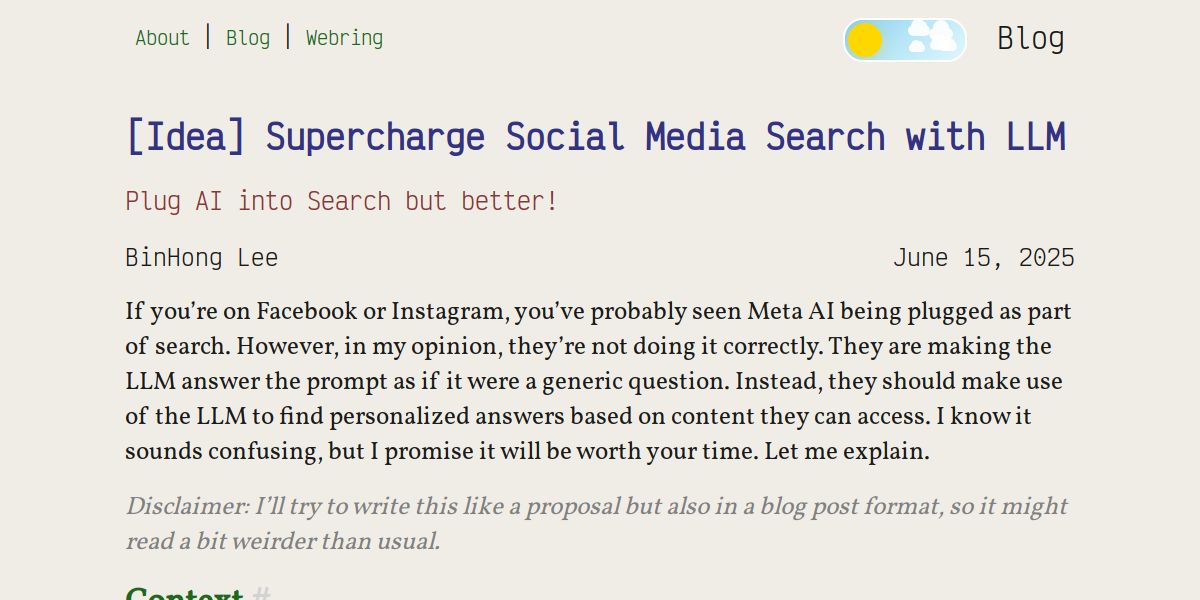 About | Blog | Webring
Blog
[Idea] Supercharge Social Media Search with LLM
Plug AI into Search but better!
BinHong Lee
June 15, 2025
If you’re on Facebook or Instagram, you’ve probably seen Meta AI being plugged as part
of search. However, in my opinion, they’re not doing it correctly. They are making the
LLM answer the prompt as if it were a generic question. Instead, they should make use
of the LLM to find personalized answers based on content they can access. I know it
sounds confusing, but I promise it will be worth your time. Let me explain.
Disclaimer: I’ll try to write this like a proposal but also in a blog post format, so it might
read a bit weirder than usual.
Context #